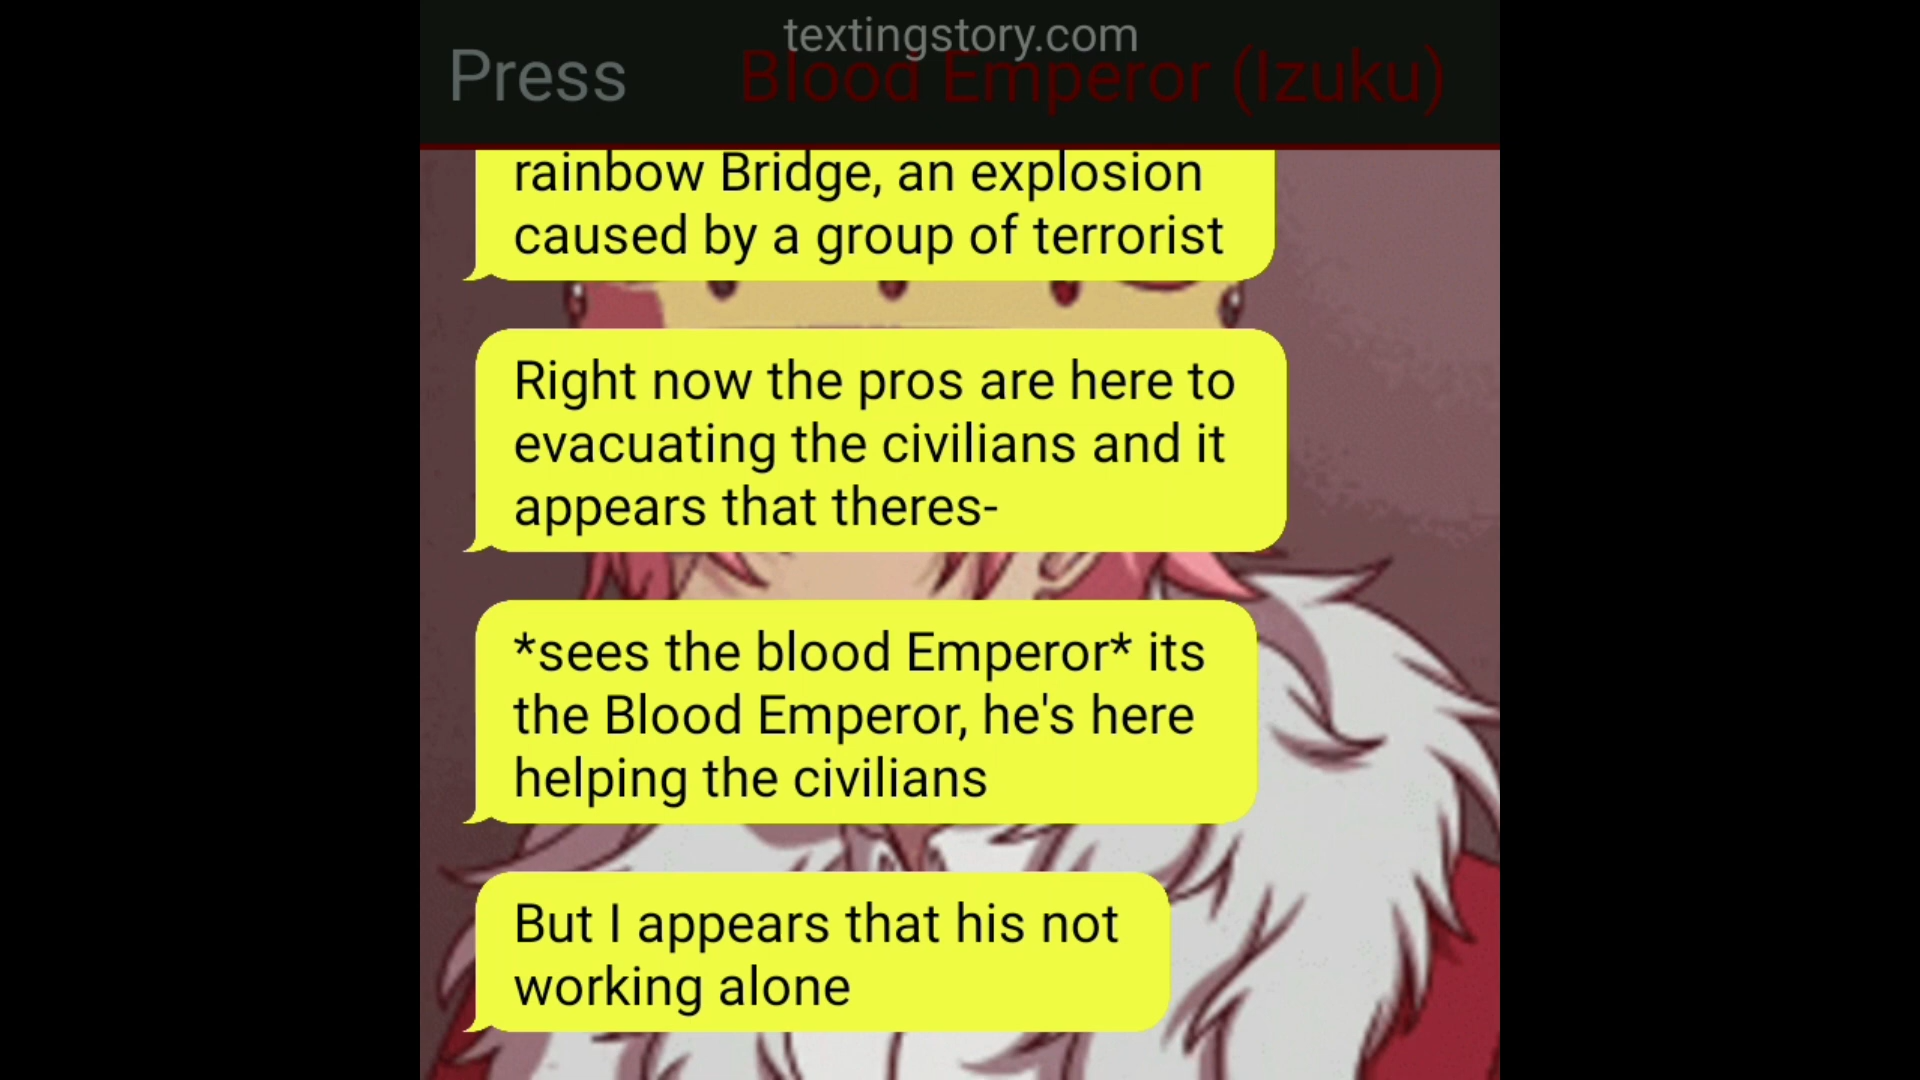 textingstory.com
Press
Blood Emperor (Izuku)
rainbow Bridge, an explosion
caused by a group of terrorist
Right now the pros are here to
evacuating the civilians and it
appears that theres-
*sees the blood Emperor* its
the Blood Emperor, he's here
helping the civilians
But I appears that his not
working alone